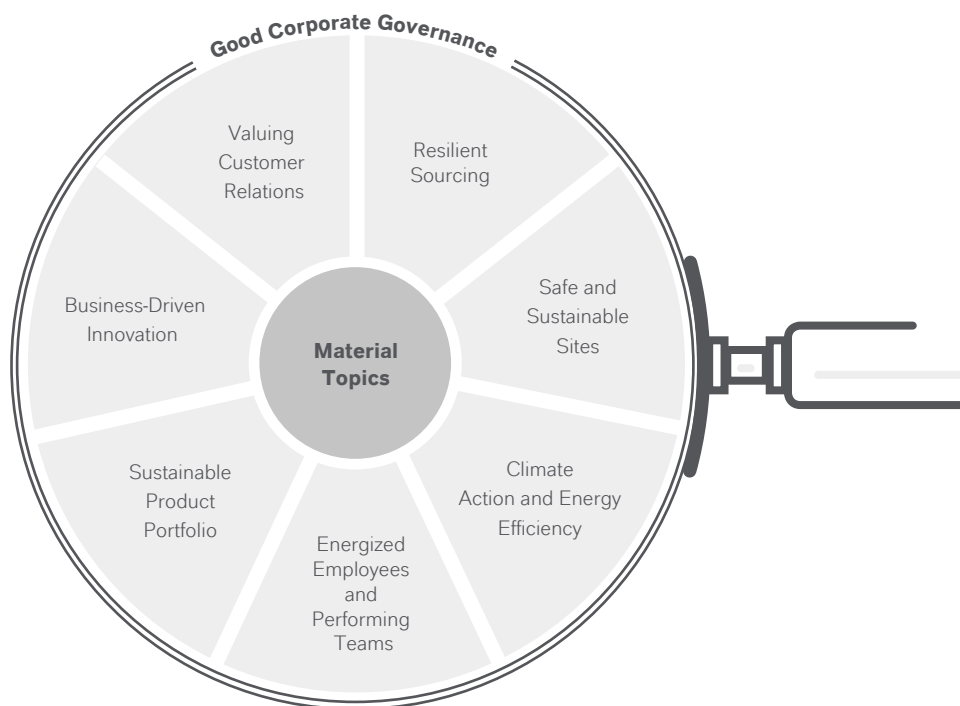 Good Corporate Governance
Valuing
Customer
Relations
Resilient
Sourcing
Business-Driven
Innovation
Safe and
Sustainable
Sites
Material
Topics
Sustainable
Product
Portfolio
Climate
Action and Energy
Efficiency
Energized
Employees
and
Performing
Teams